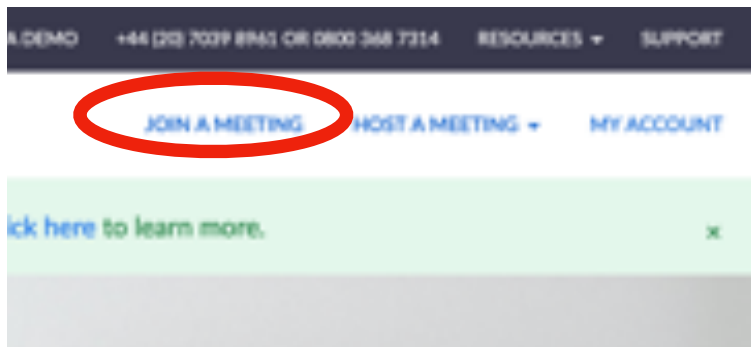 A DEMO +44 (20) 7039 8961 OR 0800 368 7314 RESOURCES SUPPORT
JOIN A MEETING HOST A MEETING MY ACCOUNT
ick here to learn more. ×